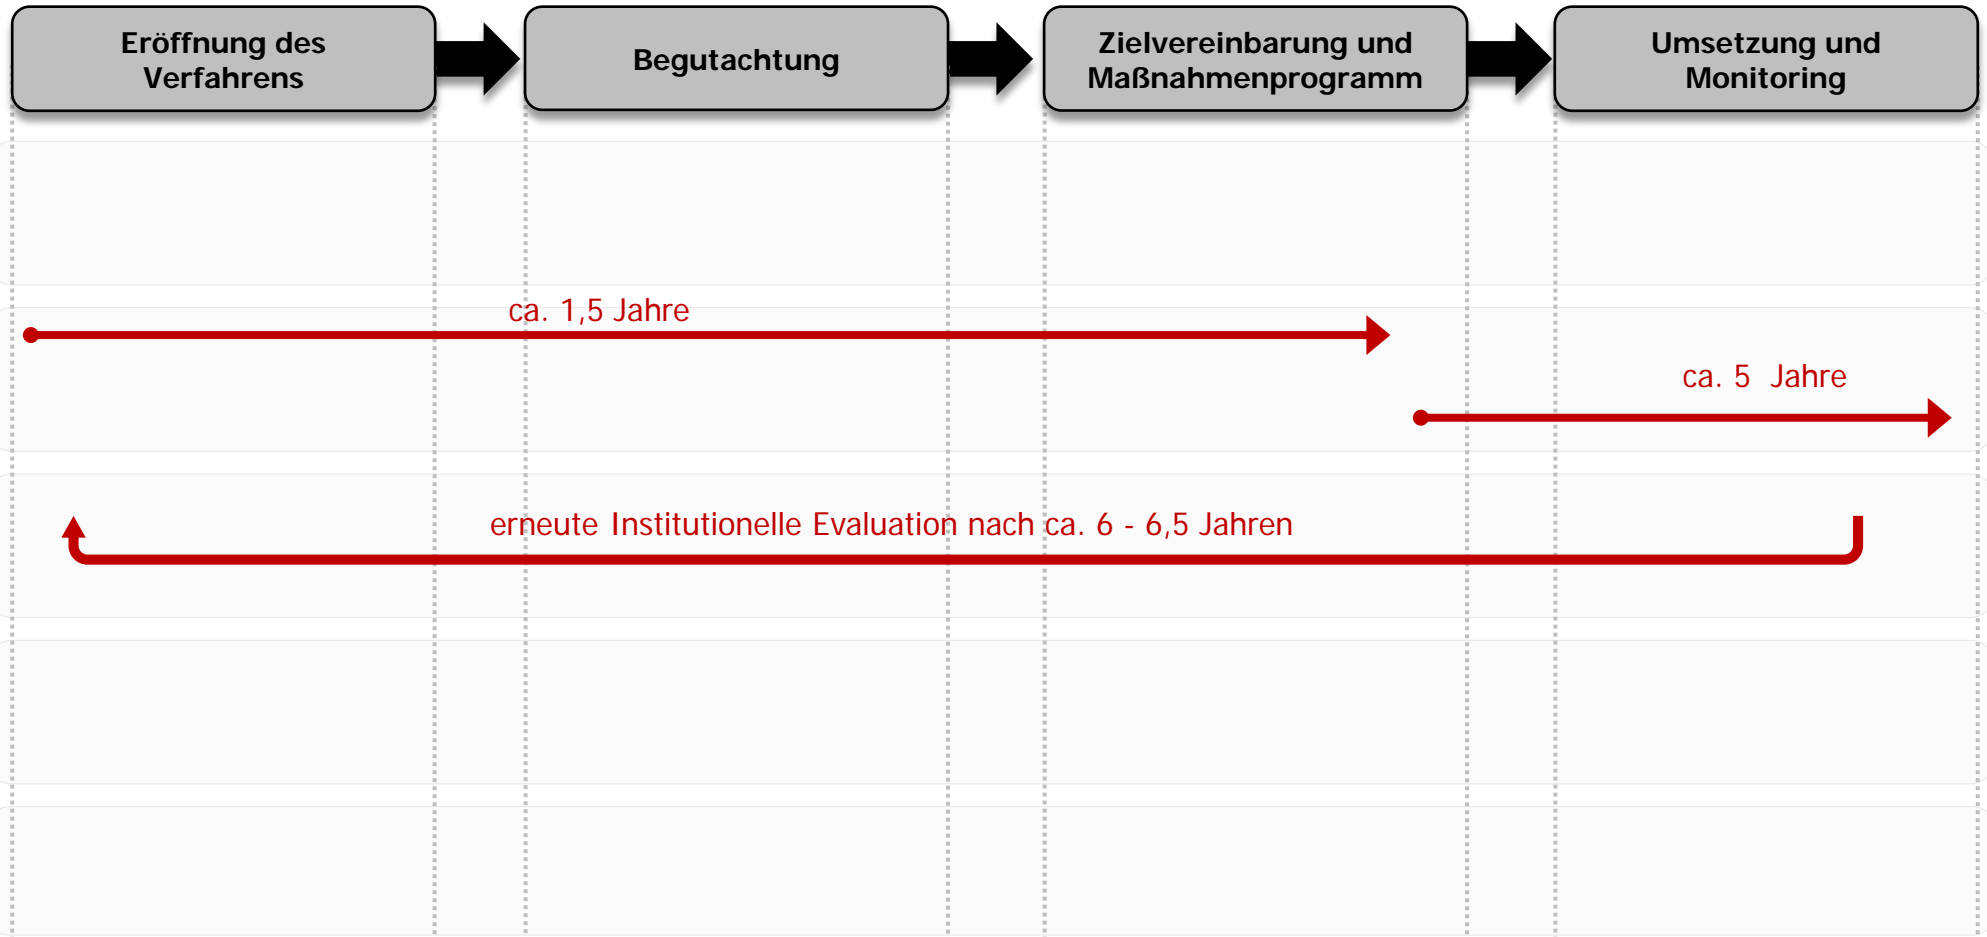 Eröffnung des
Verfahrens
Begutachtung
Zielvereinbarung und
Maßnahmenprogramm
Umsetzung und
Monitoring
ca. 1,5 Jahre
ca. 5 Jahre
erneute Institutionelle Evaluation nach ca. 6 - 6,5 Jahren